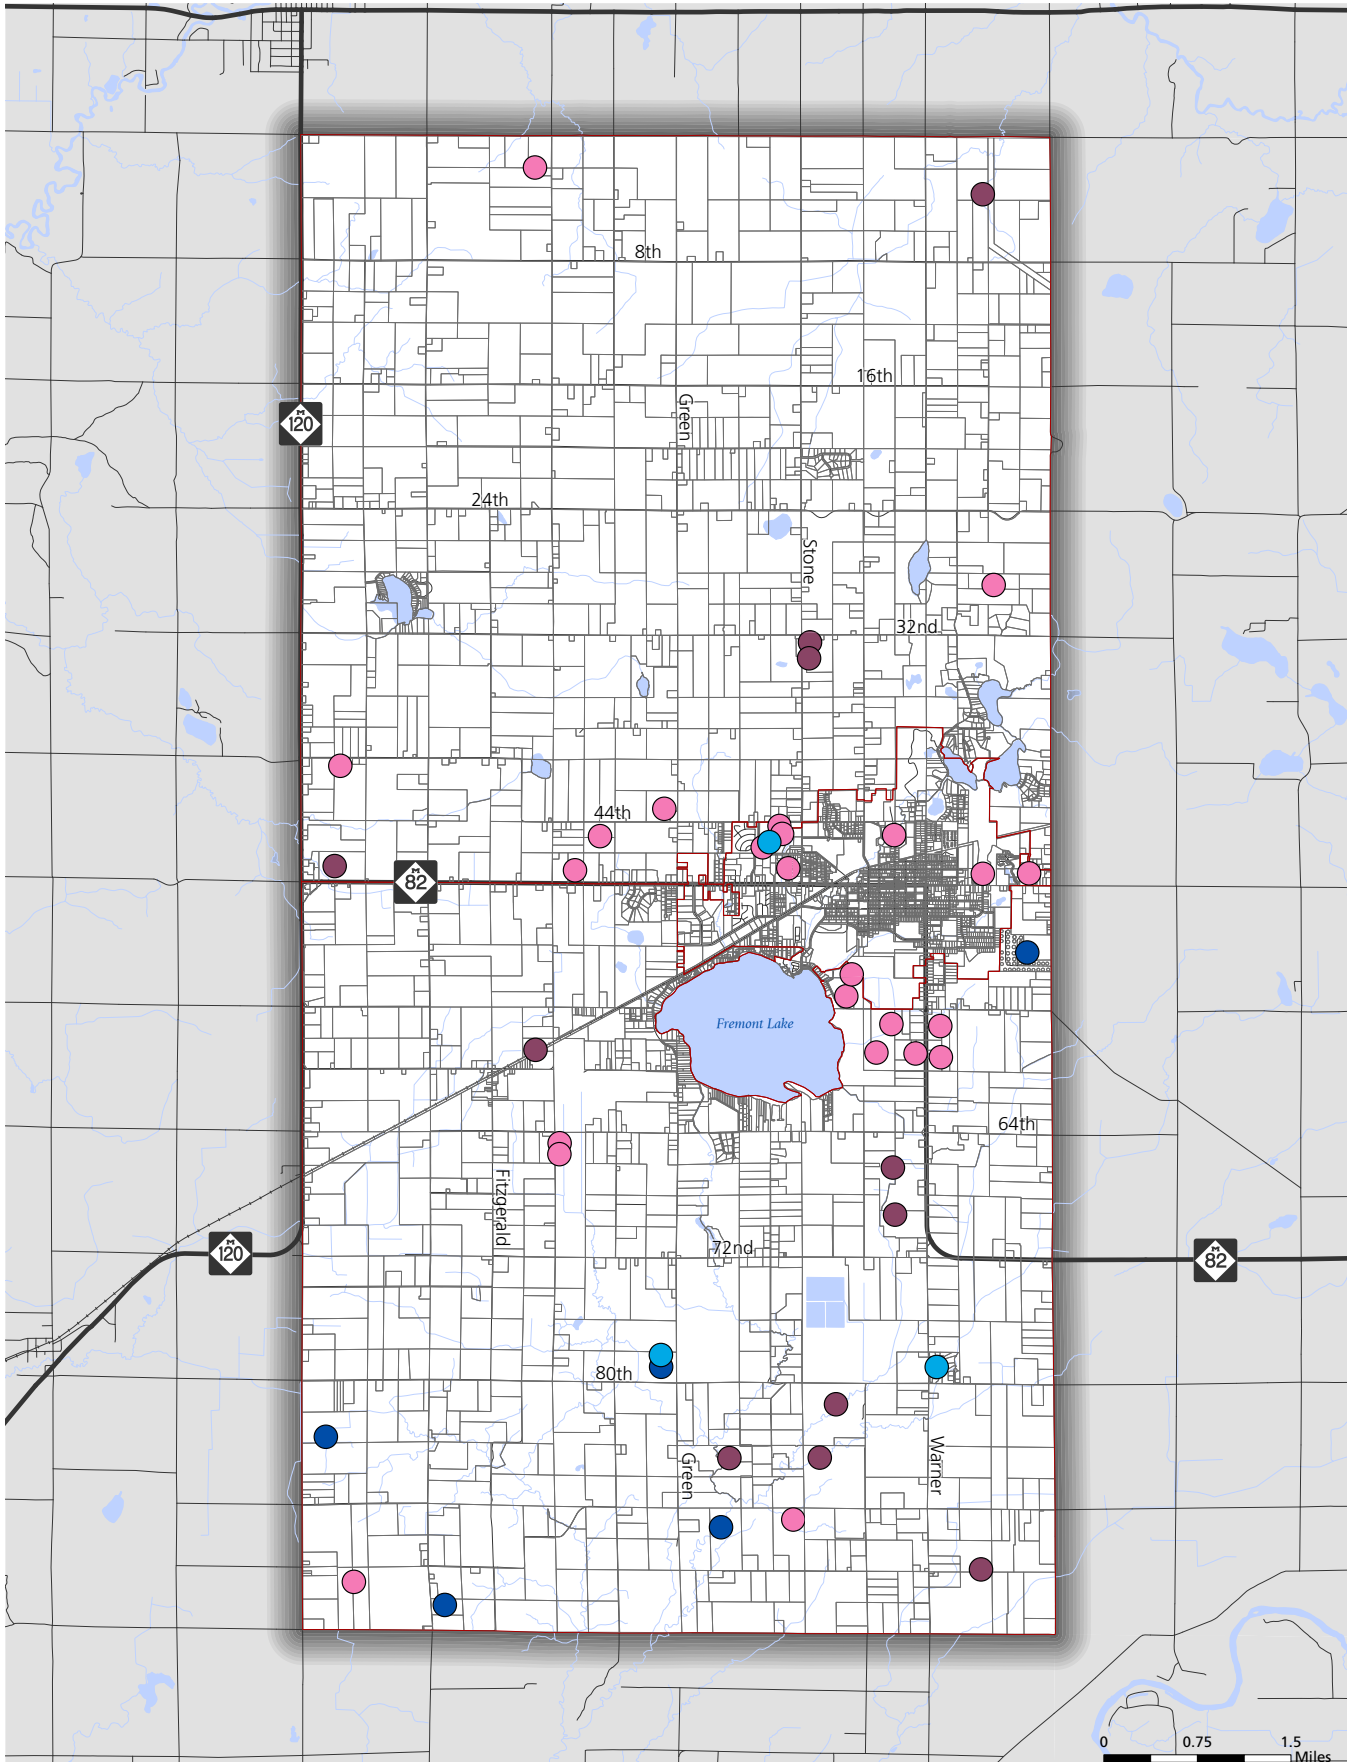 8th
16th
M
120
Green
24th
Stone
32nd
44th
M
82
Fremont Lake
64th
Fitzgerald
72nd
M
120
M
82
80th
Warner
Green
0 0.75 1.5
Miles